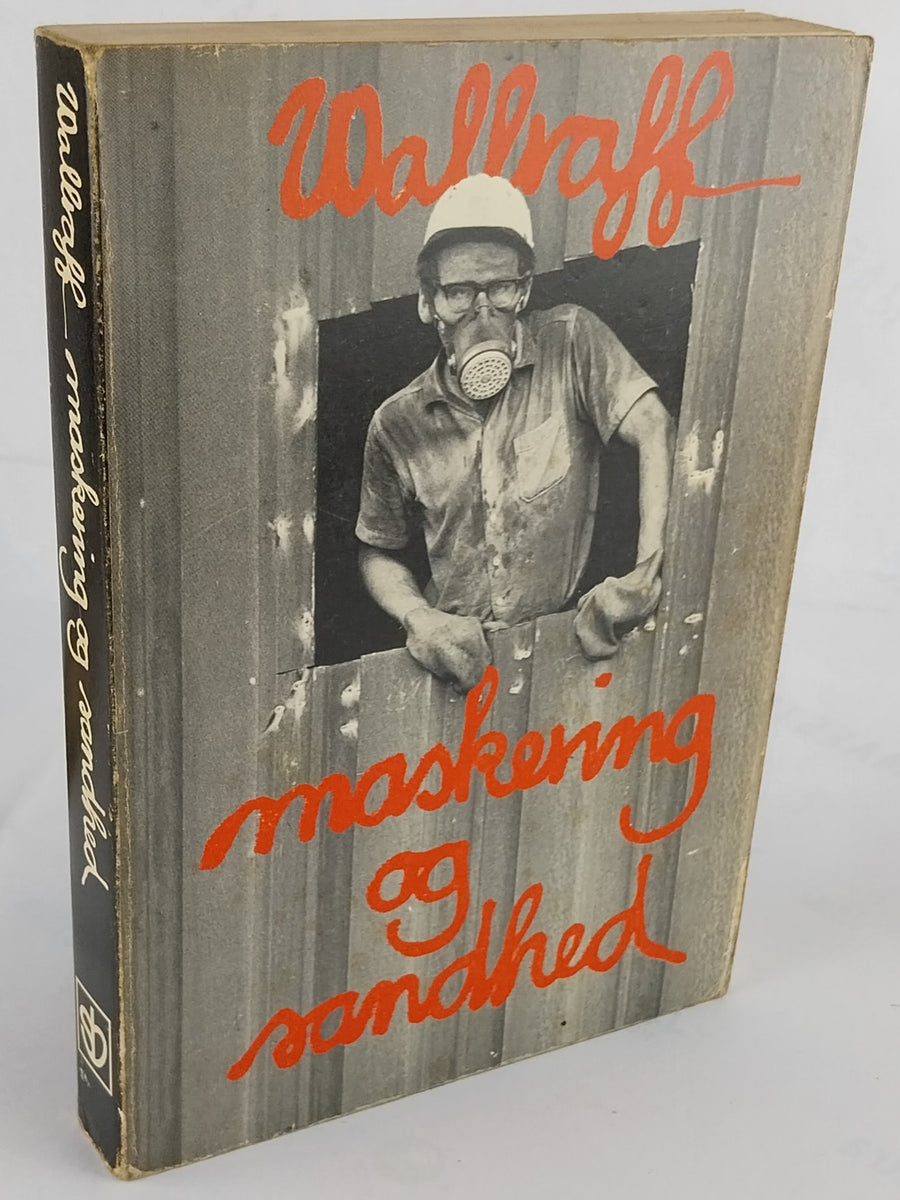 Wallraff
maskering
og
sandhed
Wallraff maskering og sandhed